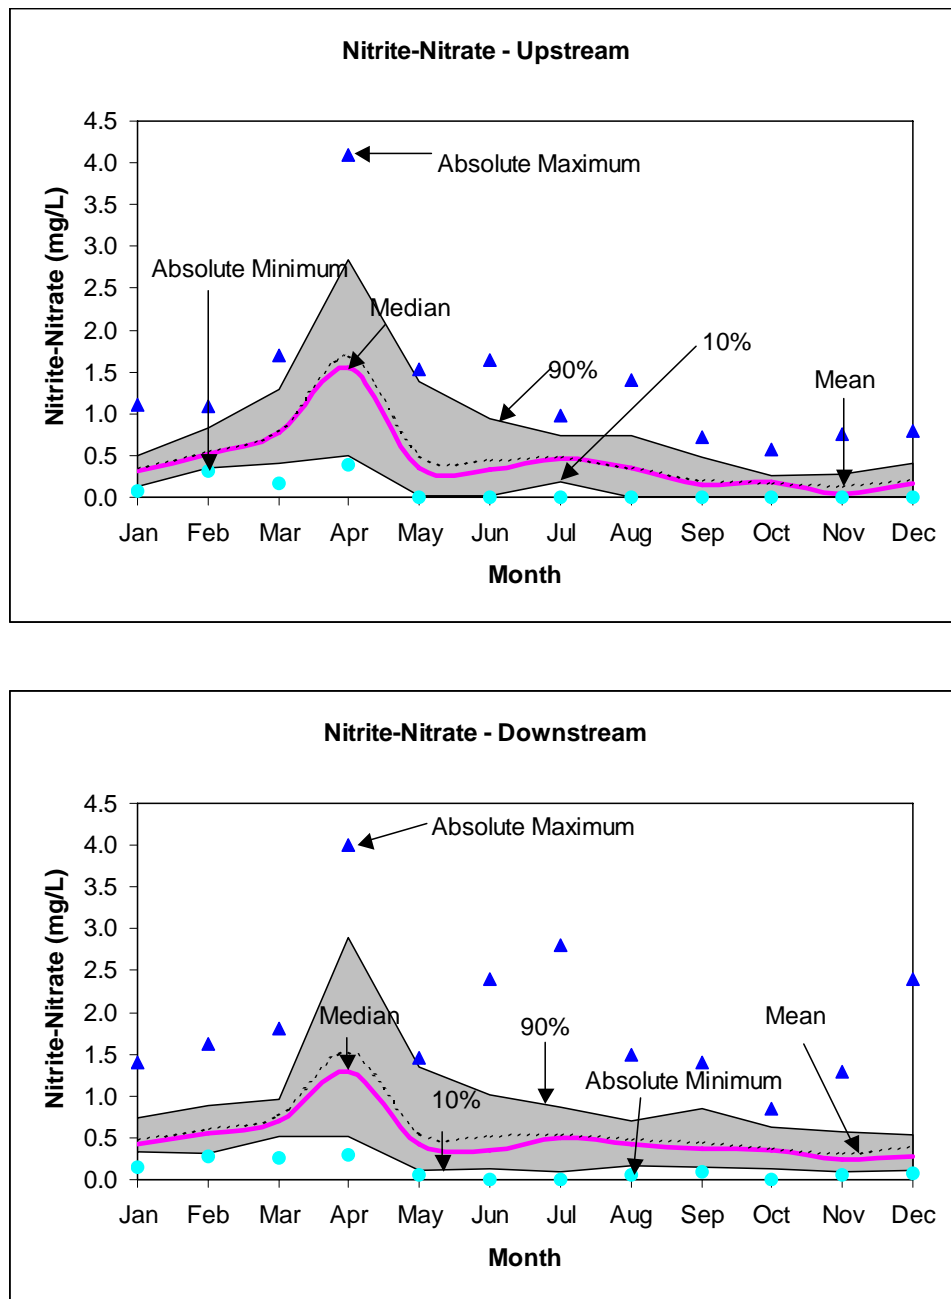 Nitrite-Nitrate - Upstream
Nitrite-Nitrate (mg/L)
4.5
4.0
3.5
3.0
2.5
2.0
1.5
1.0
0.5
0.0
Absolute Maximum
Absolute Minimum
Median
90%
10%
Mean
Jan Feb Mar Apr May Jun Jul Aug Sep Oct Nov Dec
Month
Nitrite-Nitrate - Downstream
Nitrite-Nitrate (mg/L)
4.5
4.0
3.5
3.0
2.5
2.0
1.5
1.0
0.5
0.0
Absolute Maximum
Median
90%
Mean
10%
Absolute Minimum
Jan Feb Mar Apr May Jun Jul Aug Sep Oct Nov Dec
Month